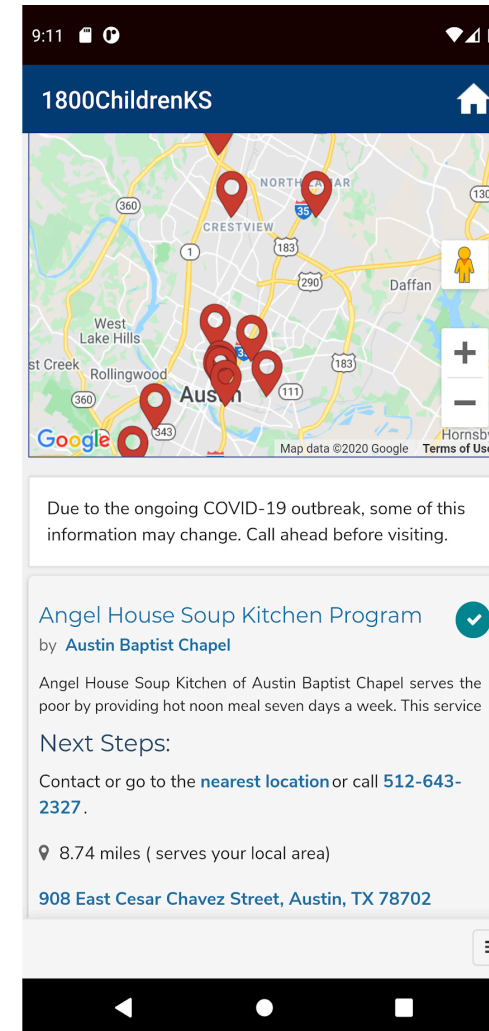 9:11
1800ChildrenKS
NORTH LAMAR
360
35
130
CRESTVIEW
1
183
290
Daffan
West
Lake Hills
st Creek
Rollingwood
183
360
Austin
111
343
Google
Hornsby
Map data ©2020 Google
Terms of Use
Due to the ongoing COVID-19 outbreak, some of this
information may change. Call ahead before visiting.
Angel House Soup Kitchen Program
by Austin Baptist Chapel
Angel House Soup Kitchen of Austin Baptist Chapel serves the
poor by providing hot noon meal seven days a week. This service
Next Steps:
Contact or go to the nearest location or call 512-643-
2327.
8.74 miles ( serves your local area)
908 East Cesar Chavez Street, Austin, TX 78702